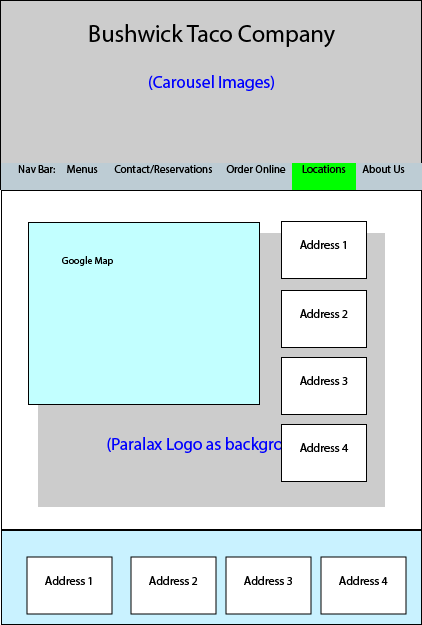 Bushwick Taco Company
(Carousel Images)
Nav Bar: Menus Contact/Reservations Order Online Locations About Us
Google Map
Address 1
Address 2
Address 3
(Paralax Logo as backgro
Address 4
Address 1 Address 2 Address 3 Address 4